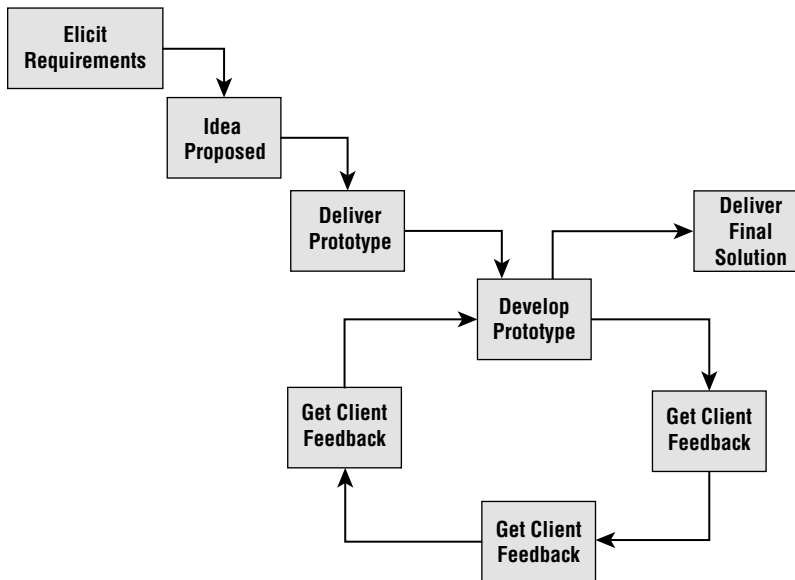 Elicit
Requirements
Idea
Proposed
Deliver
Prototype
Deliver
Final
Solution
Develop
Prototype
Get Client
Feedback
Get Client
Feedback
Get Client
Feedback